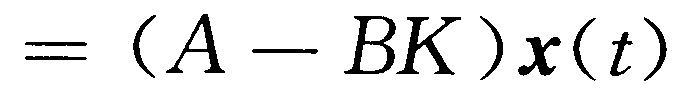 = (A − BK)x(t)